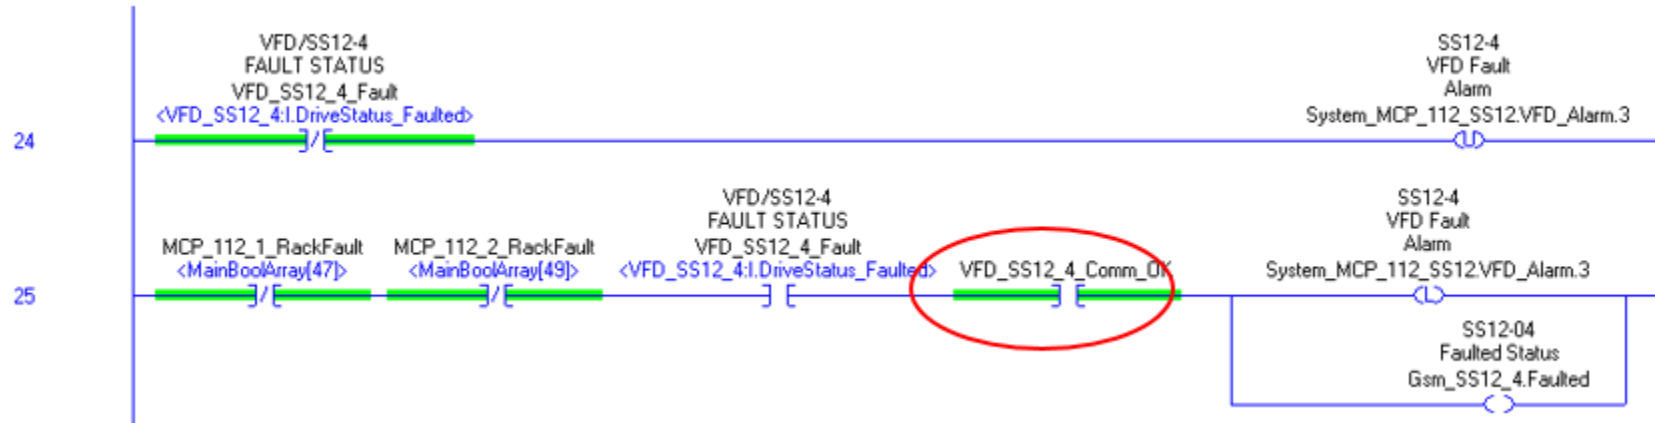 VFD/SS12-4
FAULT STATUS
VFD_SS12_4_Fault
<VFD_SS12_4:I.DriveStatus_Faulted>
SS12-4
VFD Fault
Alarm
System_MCP_112_SS12.VFD_Alarm.3
24
U
MCP_112_1_RackFault
<MainBoolArray[47]>
MCP_112_2_RackFault
<MainBoolArray[49]>
VFD/SS12-4
FAULT STATUS
VFD_SS12_4_Fault
<VFD_SS12_4:I.DriveStatus_Faulted>
VFD_SS12_4_Comm_OK
SS12-4
VFD Fault
Alarm
System_MCP_112_SS12.VFD_Alarm.3
25
L
SS12-04
Faulted Status
Gsm_SS12_4.Faulted